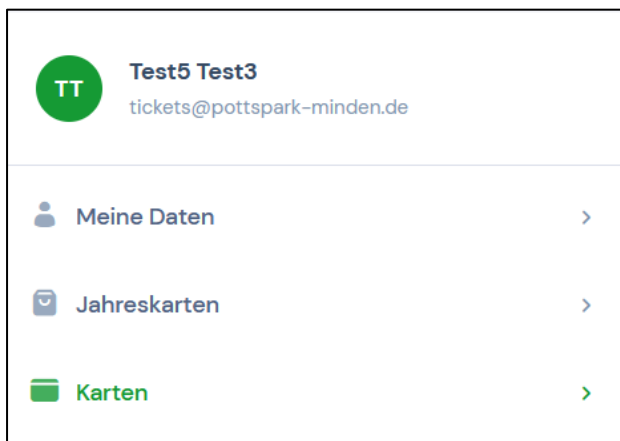 TT
Test5 Test3
tickets@pottspark-minden.de
Meine Daten
Jahreskarten
Karten